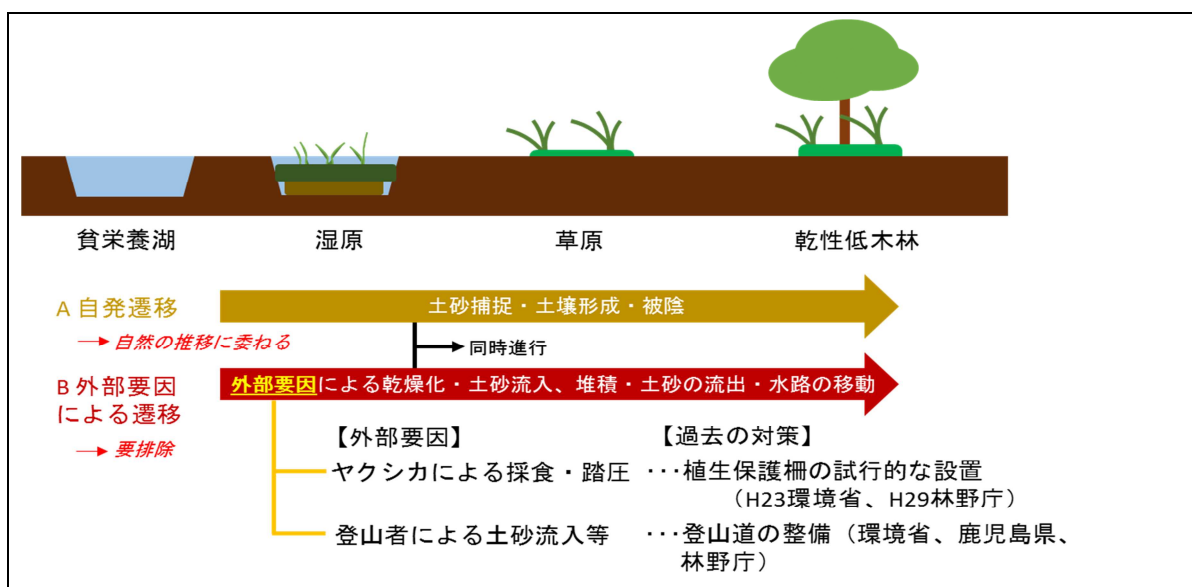 貧栄養湖
湿原
草原
乾性低木林
A 自発遷移
土砂捕捉・土壌形成・被陰
→ 自然の推移に委ねる
同時進行
B 外部要因
による遷移
外部要因による乾燥化・土砂流入、堆積・土砂の流出・水路の移動
→ 要排除
【外部要因】
【過去の対策】
ヤクシカによる採食・踏圧
･･･植生保護柵の試行的な設置
（H23環境省、H29林野庁）
登山者による土砂流入等
･･･登山道の整備（環境省、鹿児島県、
林野庁）